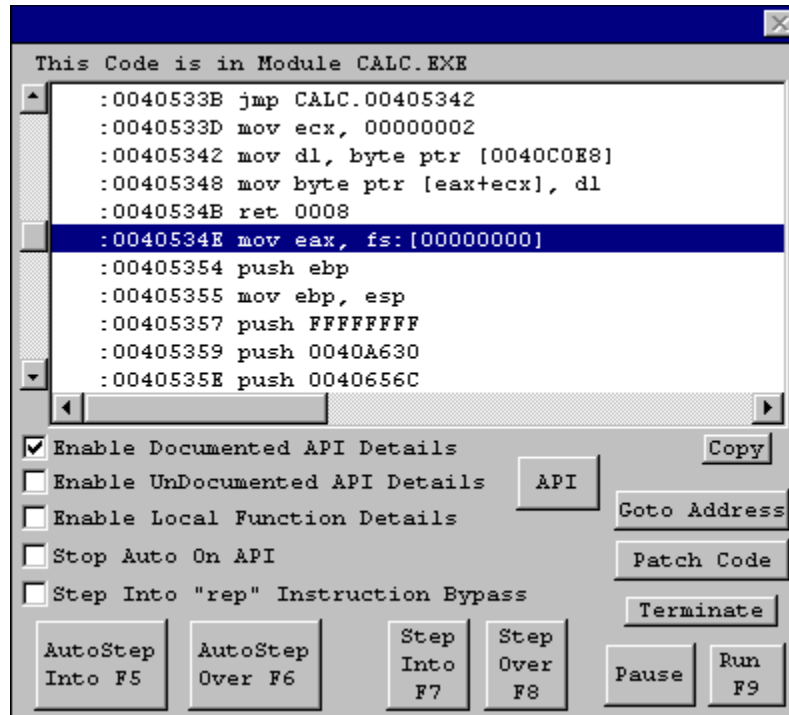 This Code is in Module CALC.EXE
:0040533B jmp CALC.00405342
:0040533D mov ecx, 00000002
:00405342 mov dl, byte ptr [0040C0E8]
:00405348 mov byte ptr [eax+ecx], dl
:0040534B ret 0008
:0040534E mov eax, fs:[00000000]
:00405354 push ebp
:00405355 mov ebp, esp
:00405357 push FFFFFFFF
:00405359 push 0040A630
:0040535E push 0040656C
Enable Documented API Details
Copy
Enable UnDocumented API Details
API
Enable Local Function Details
Goto Address
Stop Auto On API
Patch Code
Step Into "rep" Instruction Bypass
Terminate
AutoStep
Into F5
AutoStep
Over F6
Step
Into
F7
Step
Over
F8
Pause
Run
F9